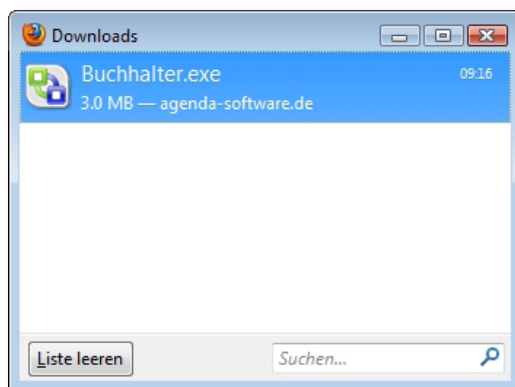 Downloads
Buchhalter.exe
09:16
3.0 MB — agenda-software.de
Liste leeren
Suchen...